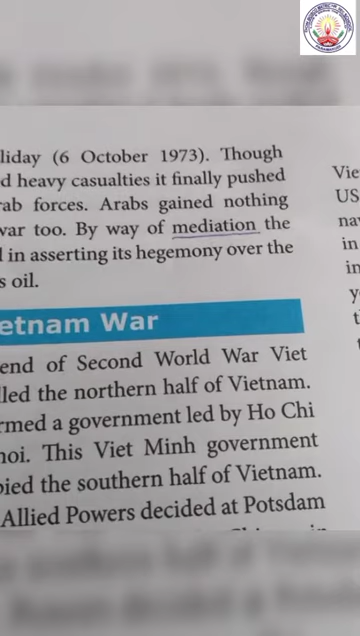 liday (6 October 1973). Though
d heavy casualties it finally pushed
rab forces. Arabs gained nothing
war too. By way of mediation the
l in asserting its hegemony over the
s oil.
etnam War
end of Second World War Viet
lled the northern half of Vietnam.
rmed a government led by Ho Chi
noi. This Viet Minh government
pied the southern half of Vietnam.
Allied Powers decided at Potsdam
Vie
US
na
in
in
y
t